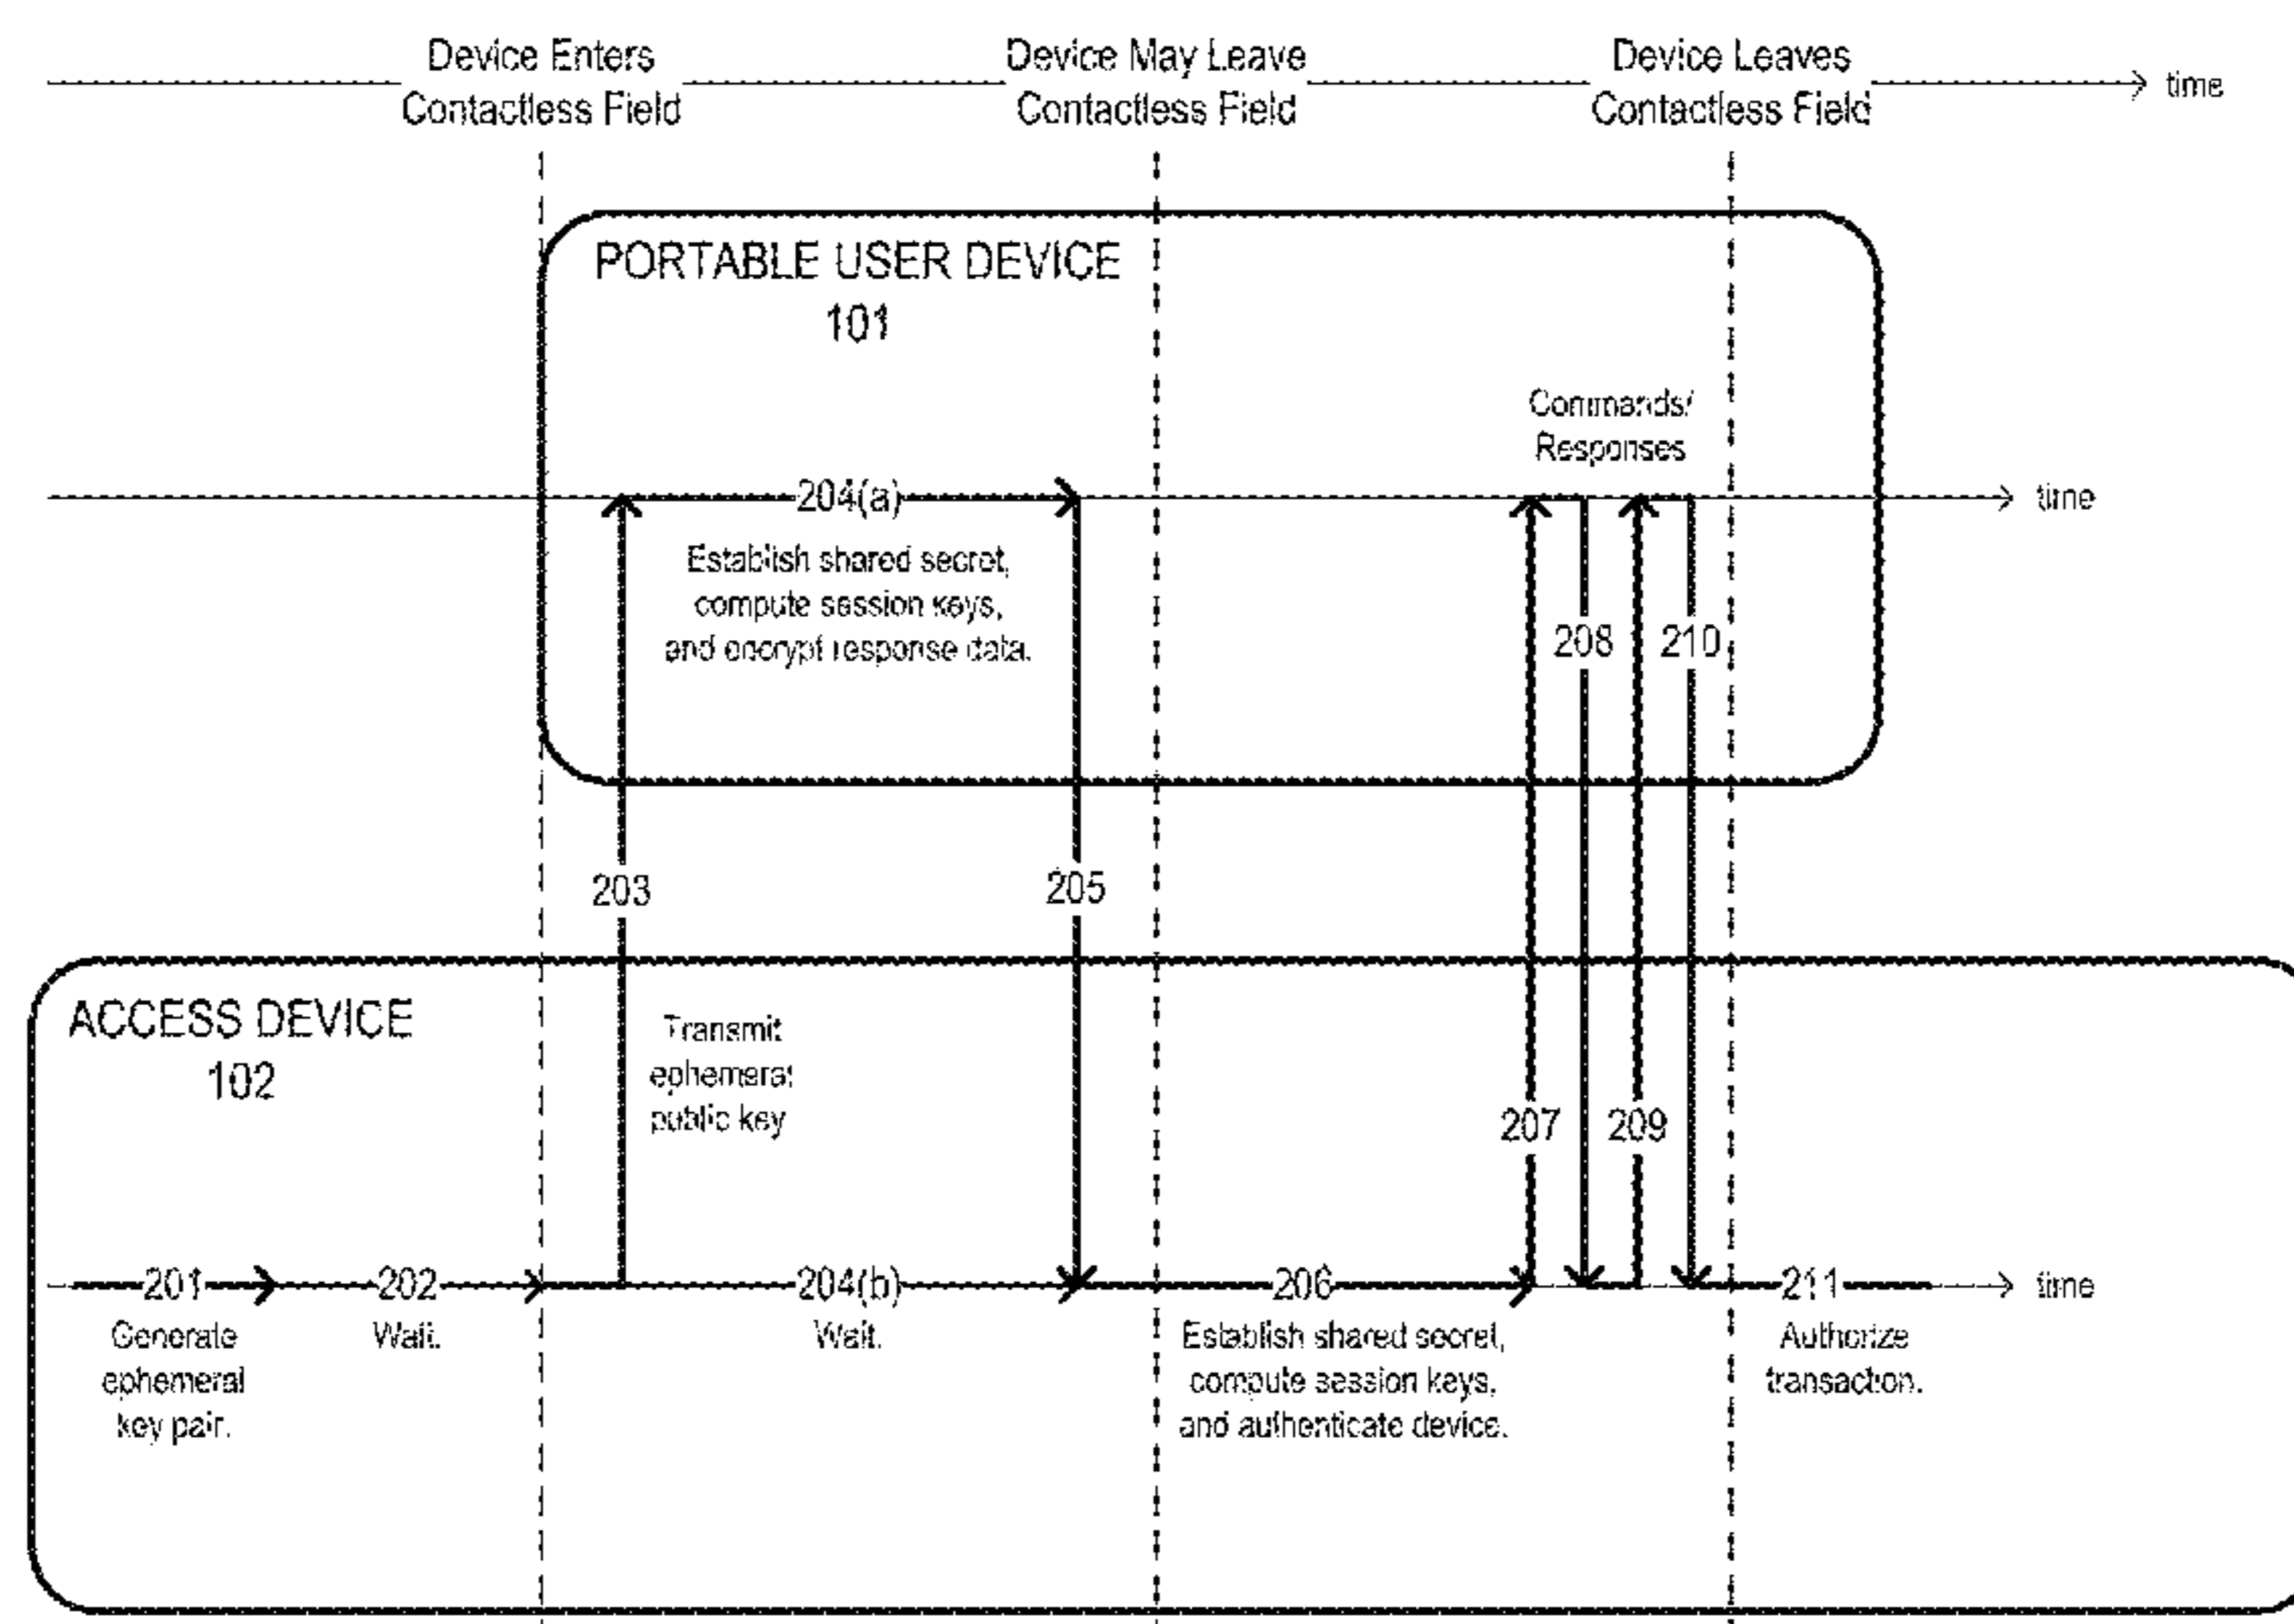 Device Enters
Contactless Field
Device May Leave
Contactless Field
Device Leaves
Contactless Field
time
PORTABLE USER DEVICE
101
Commands/
Responses
204(a)
time
Establish shared secret,
compute session keys,
and encrypt response data.
208
210
203
205
ACCESS DEVICE
102
Transmit
ephemeral
public key
207
209
201
202
204(b)
206
211
time
Generate
ephemeral
key pair.
Wait.
Wait.
Establish shared secret,
compute session keys,
and authenticate device.
Authorize
transaction.